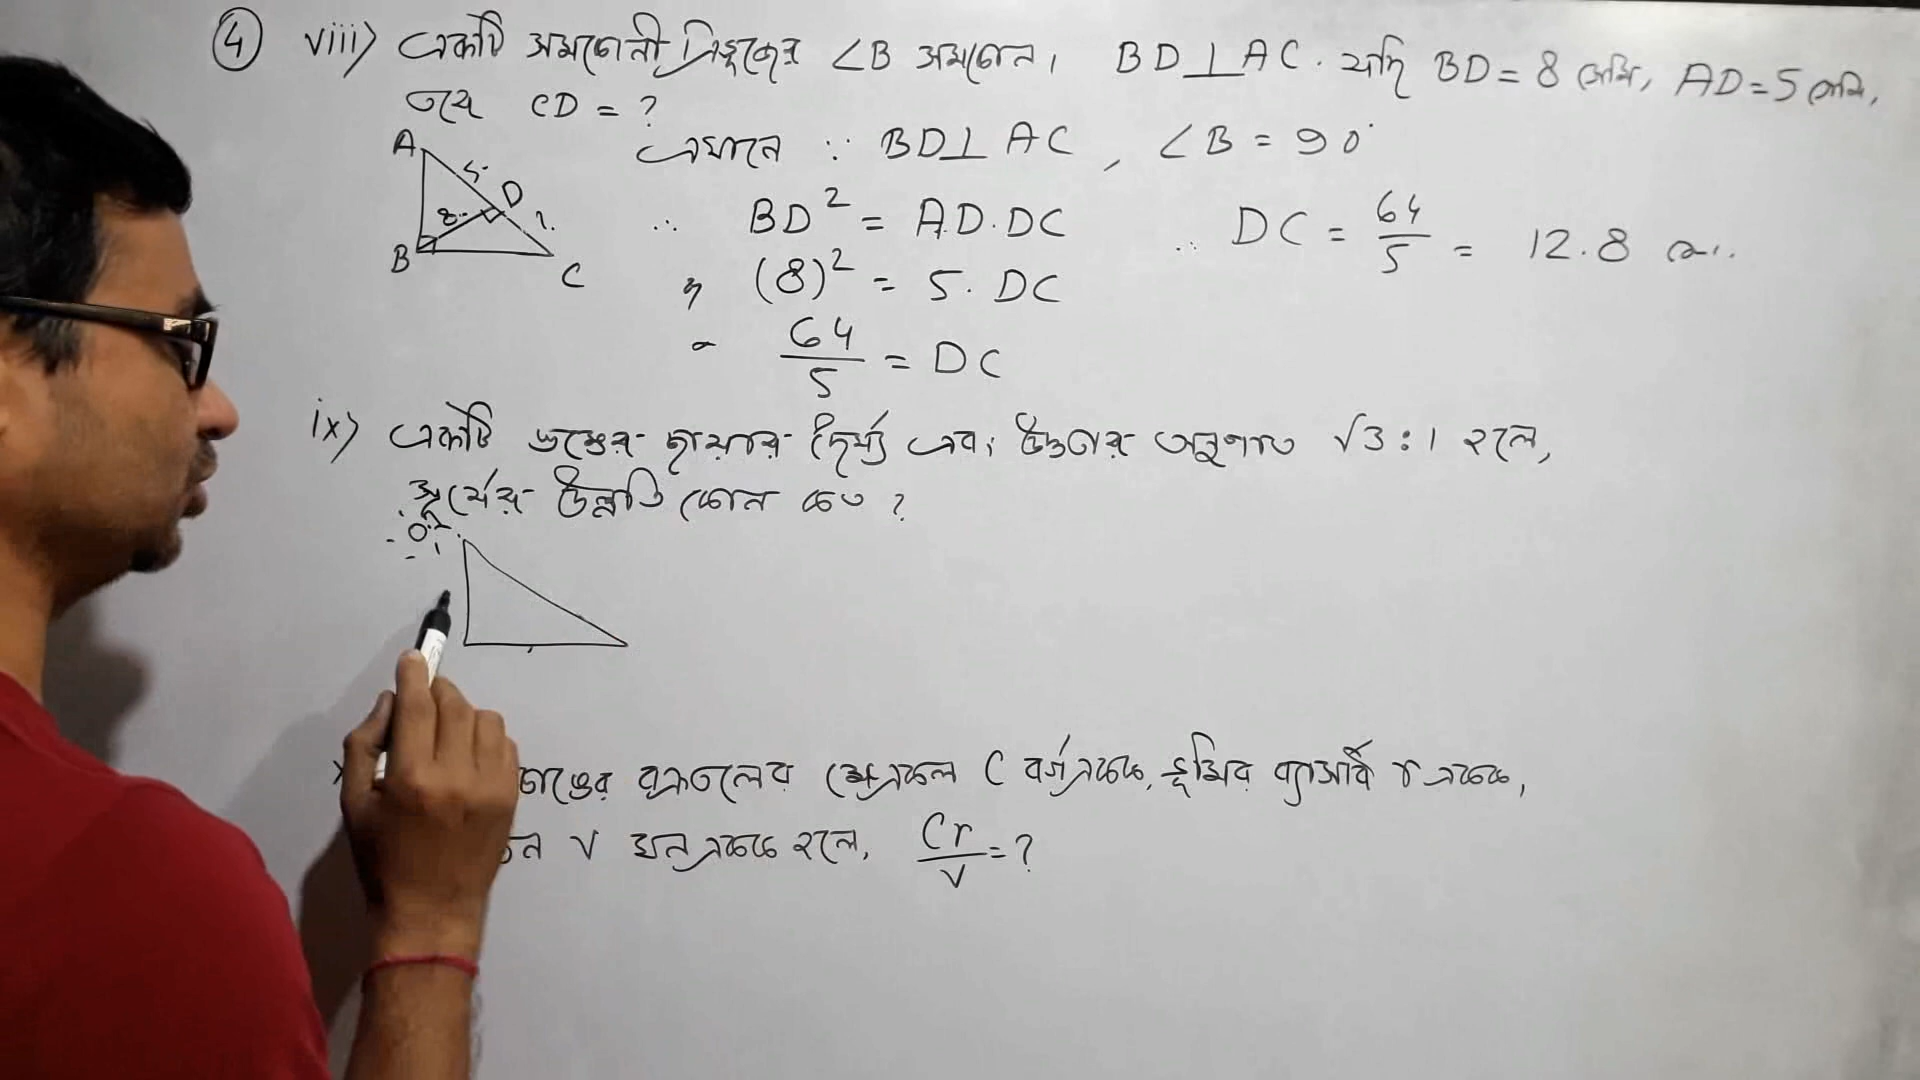 4 viii) একটি সমকোণী ত্রিভুজের ∠B সমকোণ। BD⊥AC. যদি BD = 8 সেমি, AD = 5 সেমি,
তবে CD = ?
এখানে ∵ BD⊥AC, ∠B = 90°
A
5
D
8
?
B
C
∴ BD² = AD.DC
∴ DC = 64/5 = 12.8
(8)² = 5. DC
64/5 = DC
ix) একটি স্তম্ভের ছায়ার দৈর্ঘ্য এবং উচ্চতার অনুপাত √3 : 1 হলে,
সূর্যের উন্নতি কোণ কত ?
বক্রতলের ক্ষেত্রফল C বর্গএকক, ভূমির ব্যাসার্ধ r একক,
V ঘনএকক হলে, Cr/V = ?